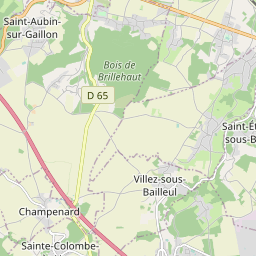 Saint-Aubin-
sur-Gaillon
Bois de
Brillehaut
D 65
Saint-Ét
sous-B
Villez-sous-
Bailleul
Champenard
Sainte-Colombe-